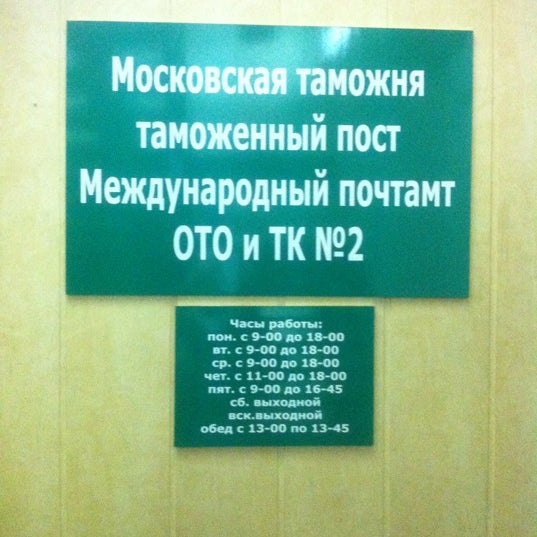 Московская таможня
таможенный пост
Международный почтамт
ОТО и ТК №2
Часы работы:
пон. с 9-00 до 18-00
вт. с 9-00 до 18-00
ср. с 9-00 до 18-00
чет. с 11-00 до 18-00
пят. с 9-00 до 16-45
сб. выходной
вск.выходной
обед с 13-00 по 13-45